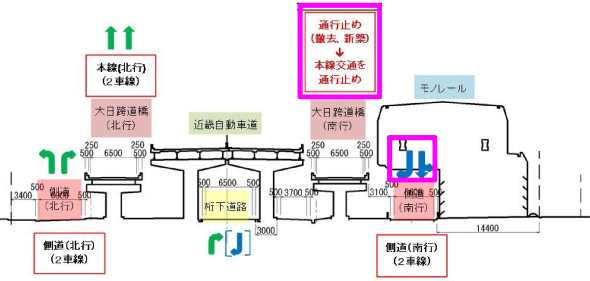 通行止め
(撤去、新築)
↓
本線交通を
通行止め
本線(北行)
(2車線)
モノレール
大日跨道橋
(北行)
近畿自動車道
大日跨道橋
(南行)
250
250
500 6500 500
250
250
500 6500 500
3400
500
6500
500
側道
(北行)
500 6500 500
桁下道路
500 3700 500
3100
500
500
側道
(南行)
3000
14400
側道(北行)
(2車線)
側道(南行)
(2車線)